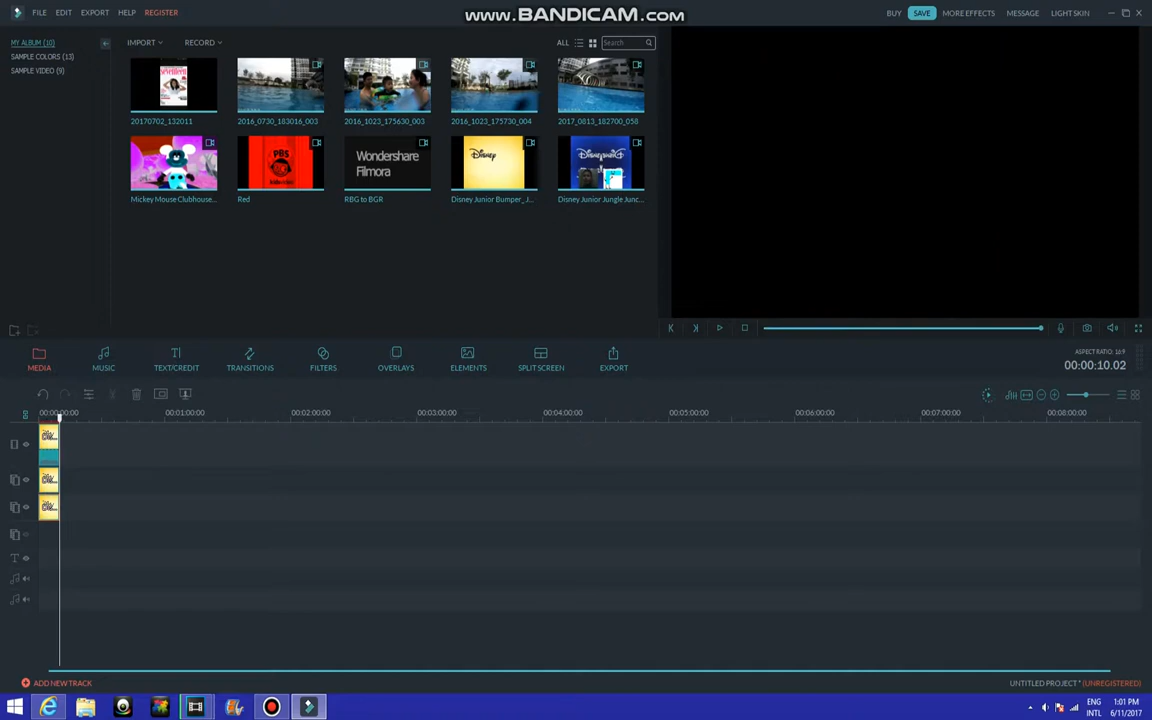 www.BANDICAM.com
FILE EDIT EXPORT HELP REGISTER
BUY SAVE MORE EFFECTS MESSAGE LIGHT SKIN
MY ALBUM (10)
SAMPLE COLORS (13)
SAMPLE VIDEO (9)
IMPORT RECORD ALL Search
20170702_132011 2016_0730_183016_003 2016_1023_175630_003 2016_1023_175730_004 2017_0813_182700_058
seventeen
PBS
Wondershare
Filmora
Disney
Mickey Mouse Clubhouse... Red RBG to BGR Disney Junior Bumper_ J... Disney Junior Jungle Junc...
MEDIA MUSIC TEXT/CREDIT TRANSITIONS FILTERS OVERLAYS ELEMENTS SPLIT SCREEN EXPORT
ASPECT RATIO: 16:9
00:00:10.02
00:00:00:00 00:01:00:00 00:02:00:00 00:03:00:00 00:04:00:00 00:05:00:00 00:06:00:00 00:07:00:00 00:08:00:00
ADD NEW TRACK
UNTITLED PROJECT * (UNREGISTERED)
ENG 1:01 PM
INTL 6/11/2017